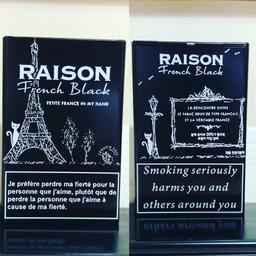 RAISON
French Black
PETITE FRANCE IN MY HAND
Je préfère perdre ma fierté pour la
personne que j'aime, plutôt que de
perdre la personne que j'aime à
cause de ma fierté.
RAISON
French Black
LA RENCONTRE ENTRE
LE TABAC BRUN DE TYPE FRANÇAIS
ET LA VÉRITABLE FRANCE
Smoking seriously
harms you and
others around you